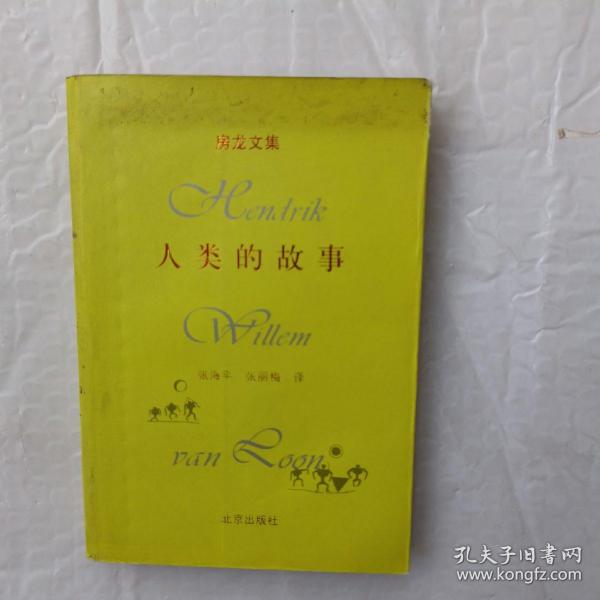 房龙文集
Hendrik
人类的故事
Willem
张海平 张丽梅 译
van Loon
北京出版社
孔夫子旧书网
www.kongfz.com